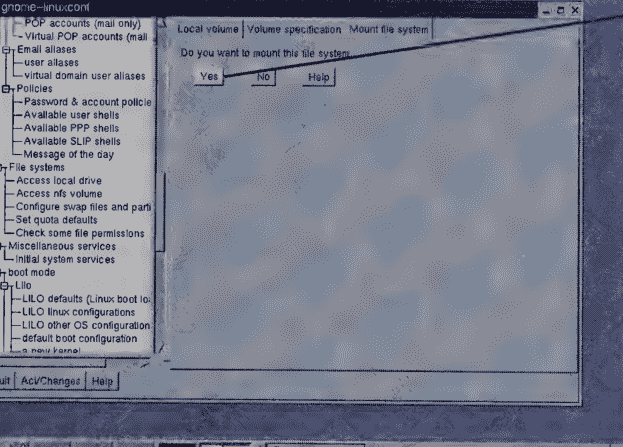 gnome-linuxconf
POP accounts (mail only)
Virtual POP accounts (mail
Email aliases
user aliases
virtual domain user aliases
Policies
Password & account policie
Available user shells
Available PPP shells
Available SLIP shells
Message of the day
File systems
Access local drive
Access nfs volume
Configure swap files and parti
Set quota defaults
Check some file permissions
Miscellaneous services
Initial system services
boot mode
Lilo
LILO defaults (Linux boot lo
LILO linux configurations
LILO other OS configuration
default boot configuration
a new kernel
Local volume Volume specification Mount file system
Do you want to mount this file system
Yes No Help
uit Act/Changes Help